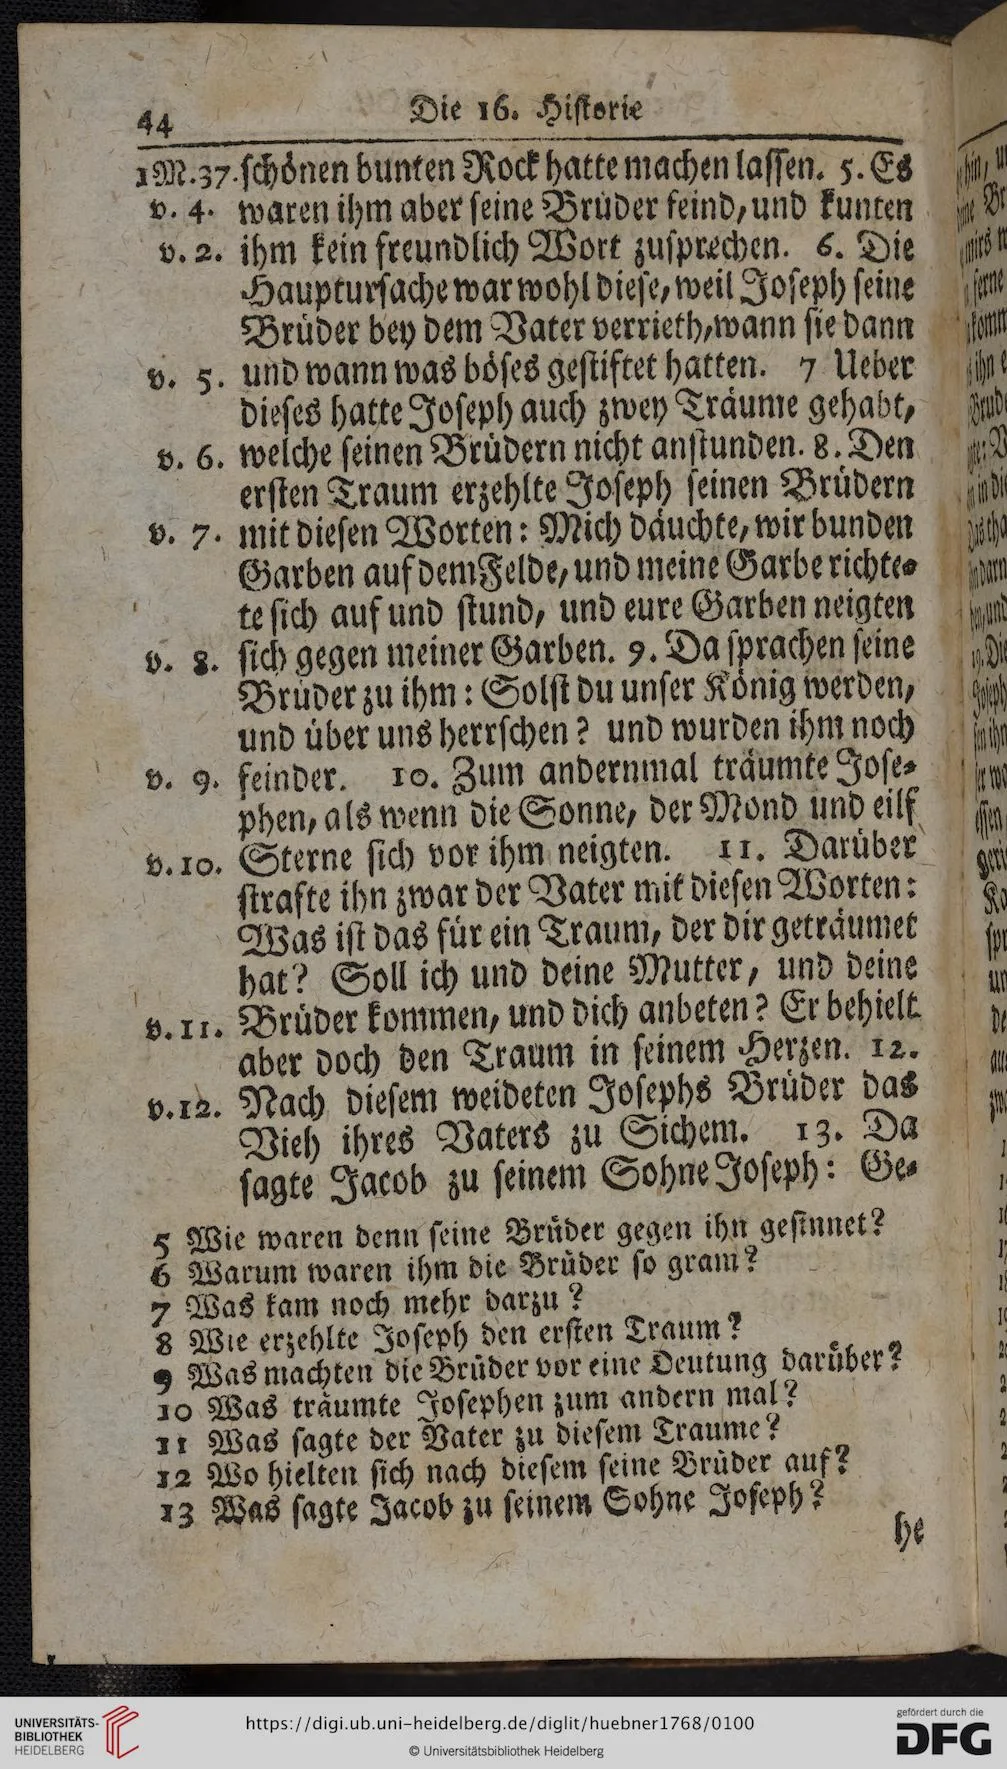 44
Die 16. Historie
1M.37. schönen bunten Rock hatte machen lassen. 5. Es
v. 4. waren ihm aber seine Brüder feind, und kunten
v. 2. ihm kein freundlich Wort zusprechen. 6. Die
Hauptursache war wohl diese, weil Joseph seine
Brüder bey dem Vater verrieth, wann sie dann
v. 5. und wann was böses gestiftet hatten. 7 Ueber
dieses hatte Joseph auch zwey Träume gehabt,
v. 6. welche seinen Brüdern nicht anstunden. 8. Den
ersten Traum erzehlte Joseph seinen Brüdern
v. 7. mit diesen Worten: Mich däuchte, wir bunden
Garben auf dem Felde, und meine Garbe richte-
te sich auf und stund, und eure Garben neigten
v. 8. sich gegen meiner Garben. 9. Da sprachen seine
Brüder zu ihm: Solst du unser König werden,
und über uns herrschen? und wurden ihm noch
v. 9. feinder. 10. Zum andernmal träumte Jose-
phen, als wenn die Sonne, der Mond und eilf
v. 10. Sterne sich vor ihm neigten. 11. Darüber
strafte ihn zwar der Vater mit diesen Worten:
Was ist das für ein Traum, der dir geträumet
hat? Soll ich und deine Mutter, und deine
v. 11. Brüder kommen, und dich anbeten? Er behielt
aber doch den Traum in seinem Herzen. 12.
v. 12. Nach diesem weideten Josephs Brüder das
Vieh ihres Vaters zu Sichem. 13. Da
sagte Jacob zu seinem Sohne Joseph: Ge-
5 Wie waren denn seine Brüder gegen ihn gesinnet?
6 Warum waren ihm die Brüder so gram?
7 Was kam noch mehr darzu?
8 Wie erzehlte Joseph den ersten Traum?
9 Was machten die Brüder vor eine Deutung darüber?
10 Was träumte Josephen zum andern mal?
11 Was sagte der Vater zu diesem Traume?
12 Wo hielten sich nach diesem seine Brüder auf?
13 Was sagte Jacob zu seinem Sohne Joseph?
he
UNIVERSITÄTS-
BIBLIOTHEK
HEIDELBERG
https://digi.ub.uni-heidelberg.de/diglit/huebner1768/0100
© Universitätsbibliothek Heidelberg
gefördert durch die
DFG